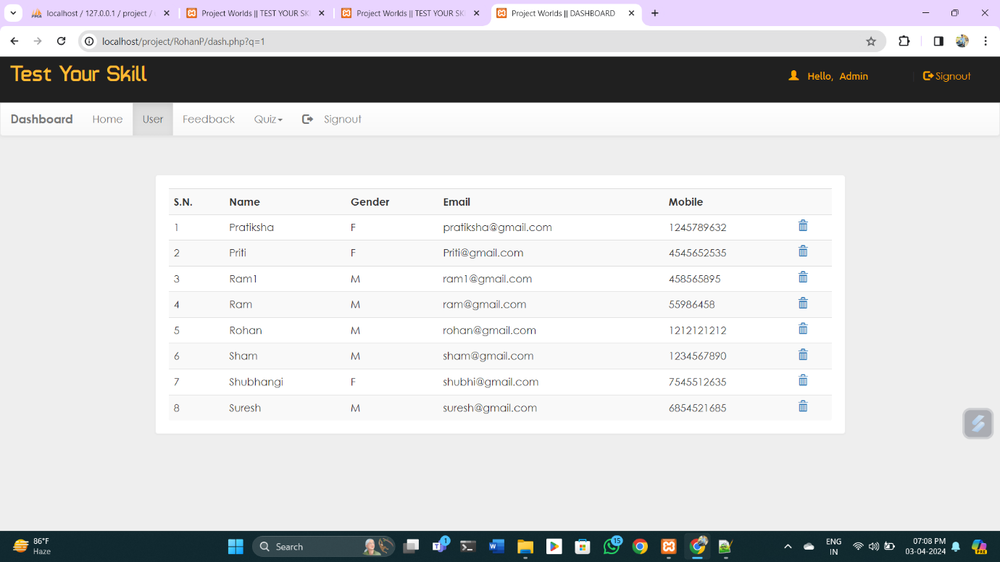 localhost / 127.0.0.1 / project /
Project Worlds || TEST YOUR SK
Project Worlds || TEST YOUR SK
Project Worlds || DASHBOARD
localhost/project/RohanP/dash.php?q=1
Test Your Skill
Hello, Admin
Signout
Dashboard Home User Feedback Quiz Signout
S.N. Name Gender Email Mobile
1 Pratiksha F pratiksha@gmail.com 1245789632
2 Priti F Priti@gmail.com 4545652535
3 Ram1 M ram1@gmail.com 458565895
4 Ram M ram@gmail.com 55986458
5 Rohan M rohan@gmail.com 1212121212
6 Sham M sham@gmail.com 1234567890
7 Shubhangi F shubhi@gmail.com 7545512635
8 Suresh M suresh@gmail.com 6854521685
86°F
Haze
Search
1
15
ENG
IN
07:08 PM
03-04-2024
PRE